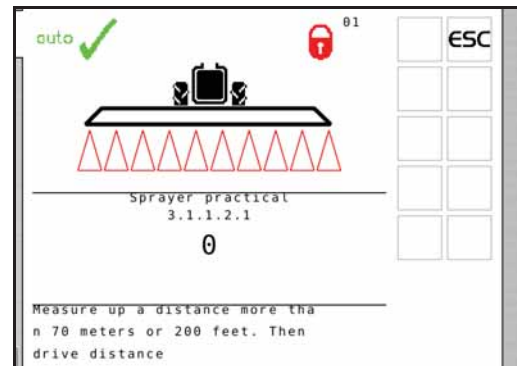 auto
01
ESC
Sprayer practical
3.1.1.2.1
0
Measure up a distance more tha
n 70 meters or 200 feet. Then
drive distance